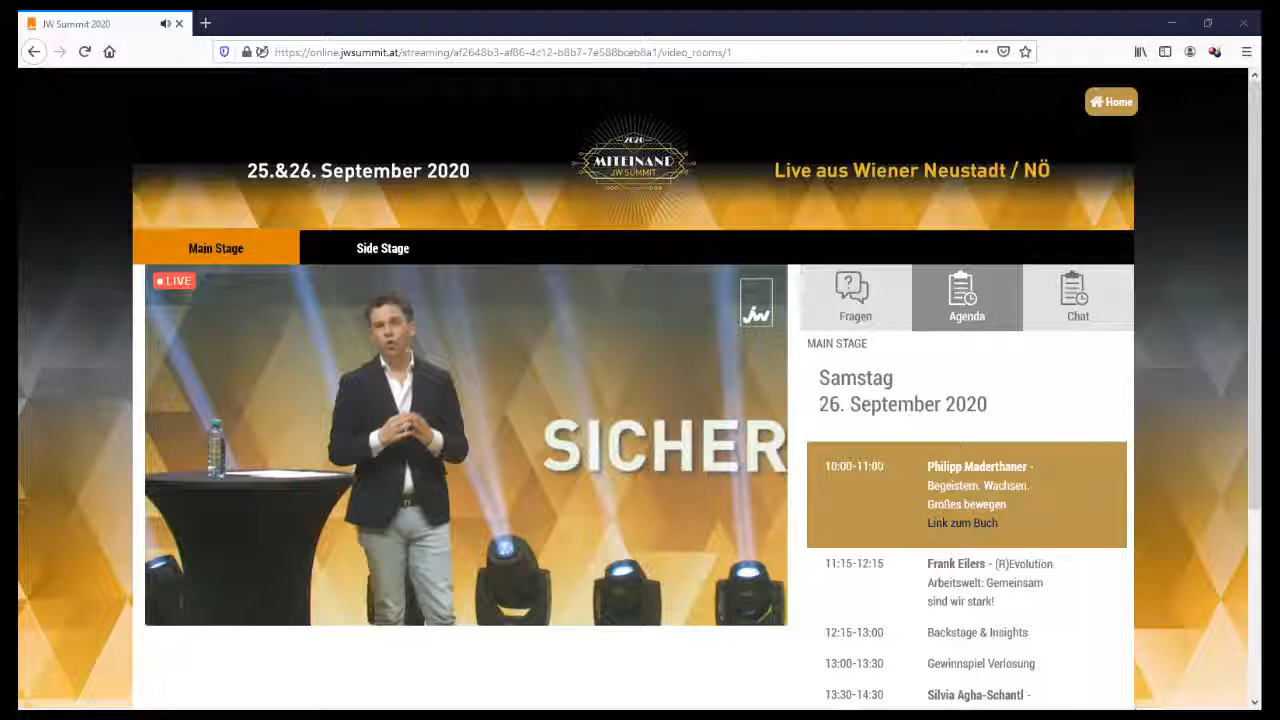 JW Summit 2020
https://online.jwsummit.at/streaming/af2648b3-af86-4c12-b8b7-7e588bceb8a1/video_rooms/1
Home
25.&26. September 2020
2020
MITEINAND
JW SUMMIT
Live aus Wiener Neustadt / NÖ
Main Stage
Side Stage
LIVE
jw
SICHER
Fragen
Agenda
Chat
MAIN STAGE
Samstag
26. September 2020
10:00-11:00
Philipp Maderthaner -
Begeistern. Wachsen.
Großes bewegen
Link zum Buch
11:15-12:15
Frank Eilers - (R)Evolution
Arbeitswelt: Gemeinsam
sind wir stark!
12:15-13:00
Backstage & Insights
13:00-13:30
Gewinnspiel Verlosung
13:30-14:30
Silvia Agha-Schantl -